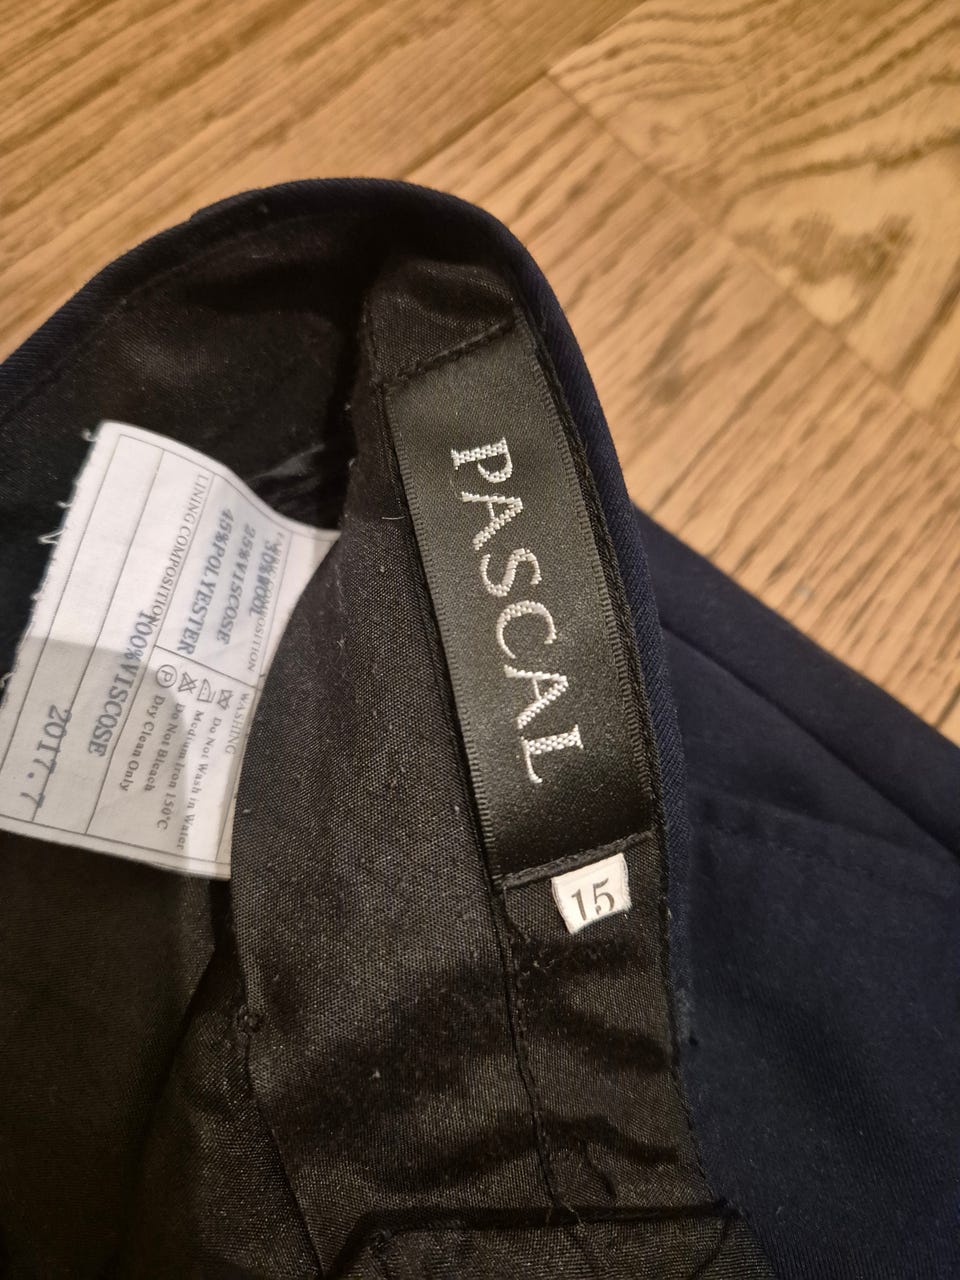 PASCAL
15
30%WOOL
25%VISCOSE
45%POLYESTER
LINING COMPOSITION
100%VISCOSE
2017.7
WASHING
Do Not Wash in Water
Medium Iron 150°C
Do Not Bleach
P Dry Clean Only